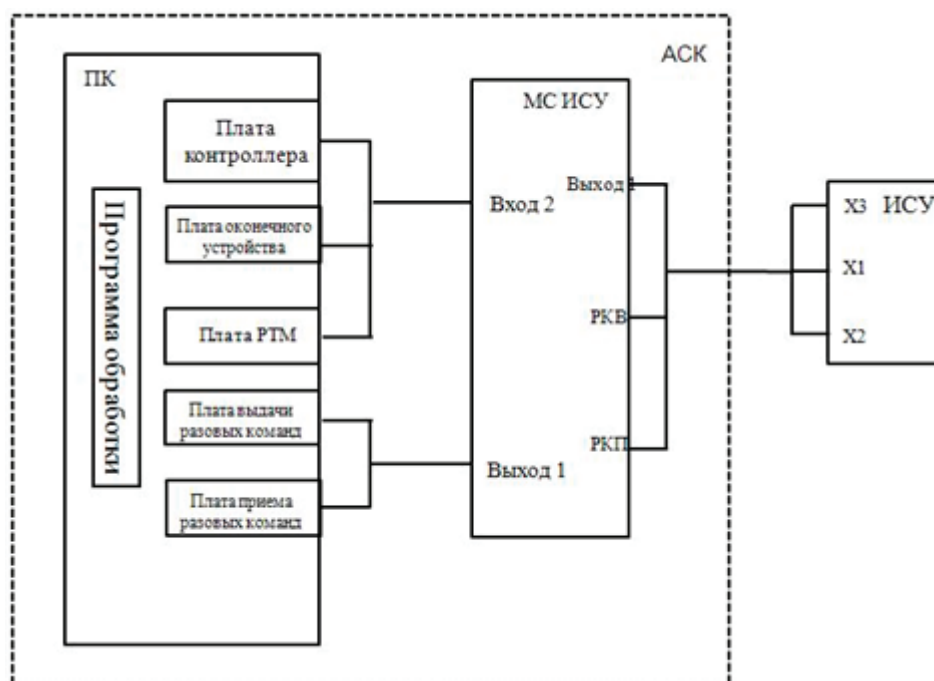 АСК
ПК
Плата
контроллера
Плата оконечного
устройства
Плата РТМ
Плата выдачи
разовых команд
Плата приема
разовых команд
Программа обработки
МС ИСУ
Вход 2
Выход 1
Выход 1
РКВ
РКП
ИСУ
Х3
Х1
Х2